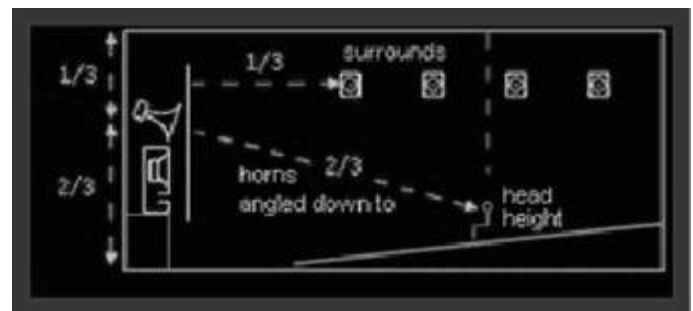 surrounds
1/3
1/3
2/3
2/3
horns
angled down to
head
height